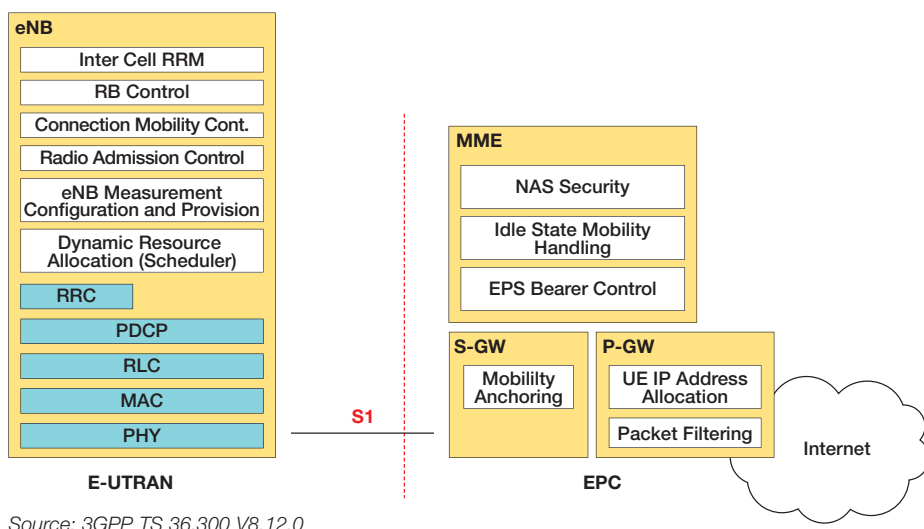 eNB
Inter Cell RRM
RB Control
Connection Mobility Cont.
Radio Admission Control
eNB Measurement
Configuration and Provision
Dynamic Resource
Allocation (Scheduler)
RRC
PDCP
RLC
MAC
PHY
E-UTRAN
S1
MME
NAS Security
Idle State Mobility
Handling
EPS Bearer Control
S-GW
Mobililty
Anchoring
P-GW
UE IP Address
Allocation
Packet Filtering
Internet
EPC
Source: 3GPP TS 36.300 V8.12.0